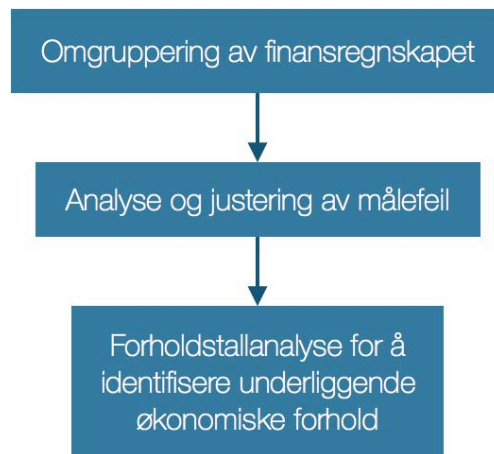 Omgruppering av finansregnskapet
Analyse og justering av målefeil
Forholdstallanalyse for å
identifisere underliggende
økonomiske forhold